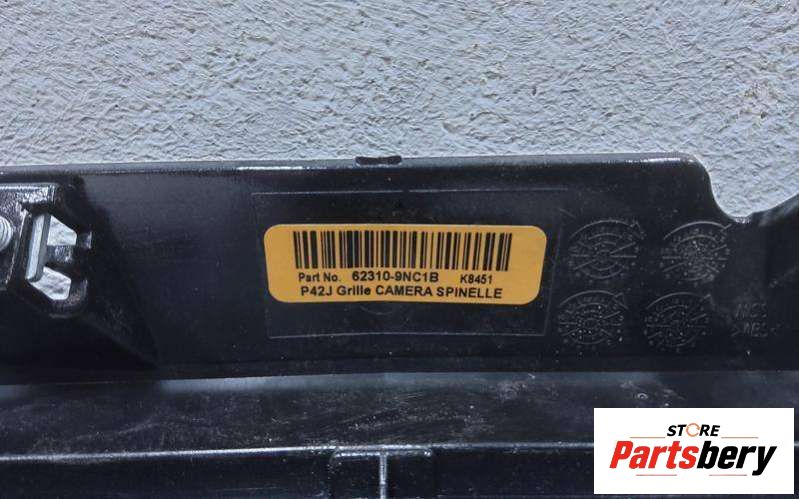 Part No. 62310-9NC1B K8451
P42J Grille CAMERA SPINELLE
STORE
Partsbery